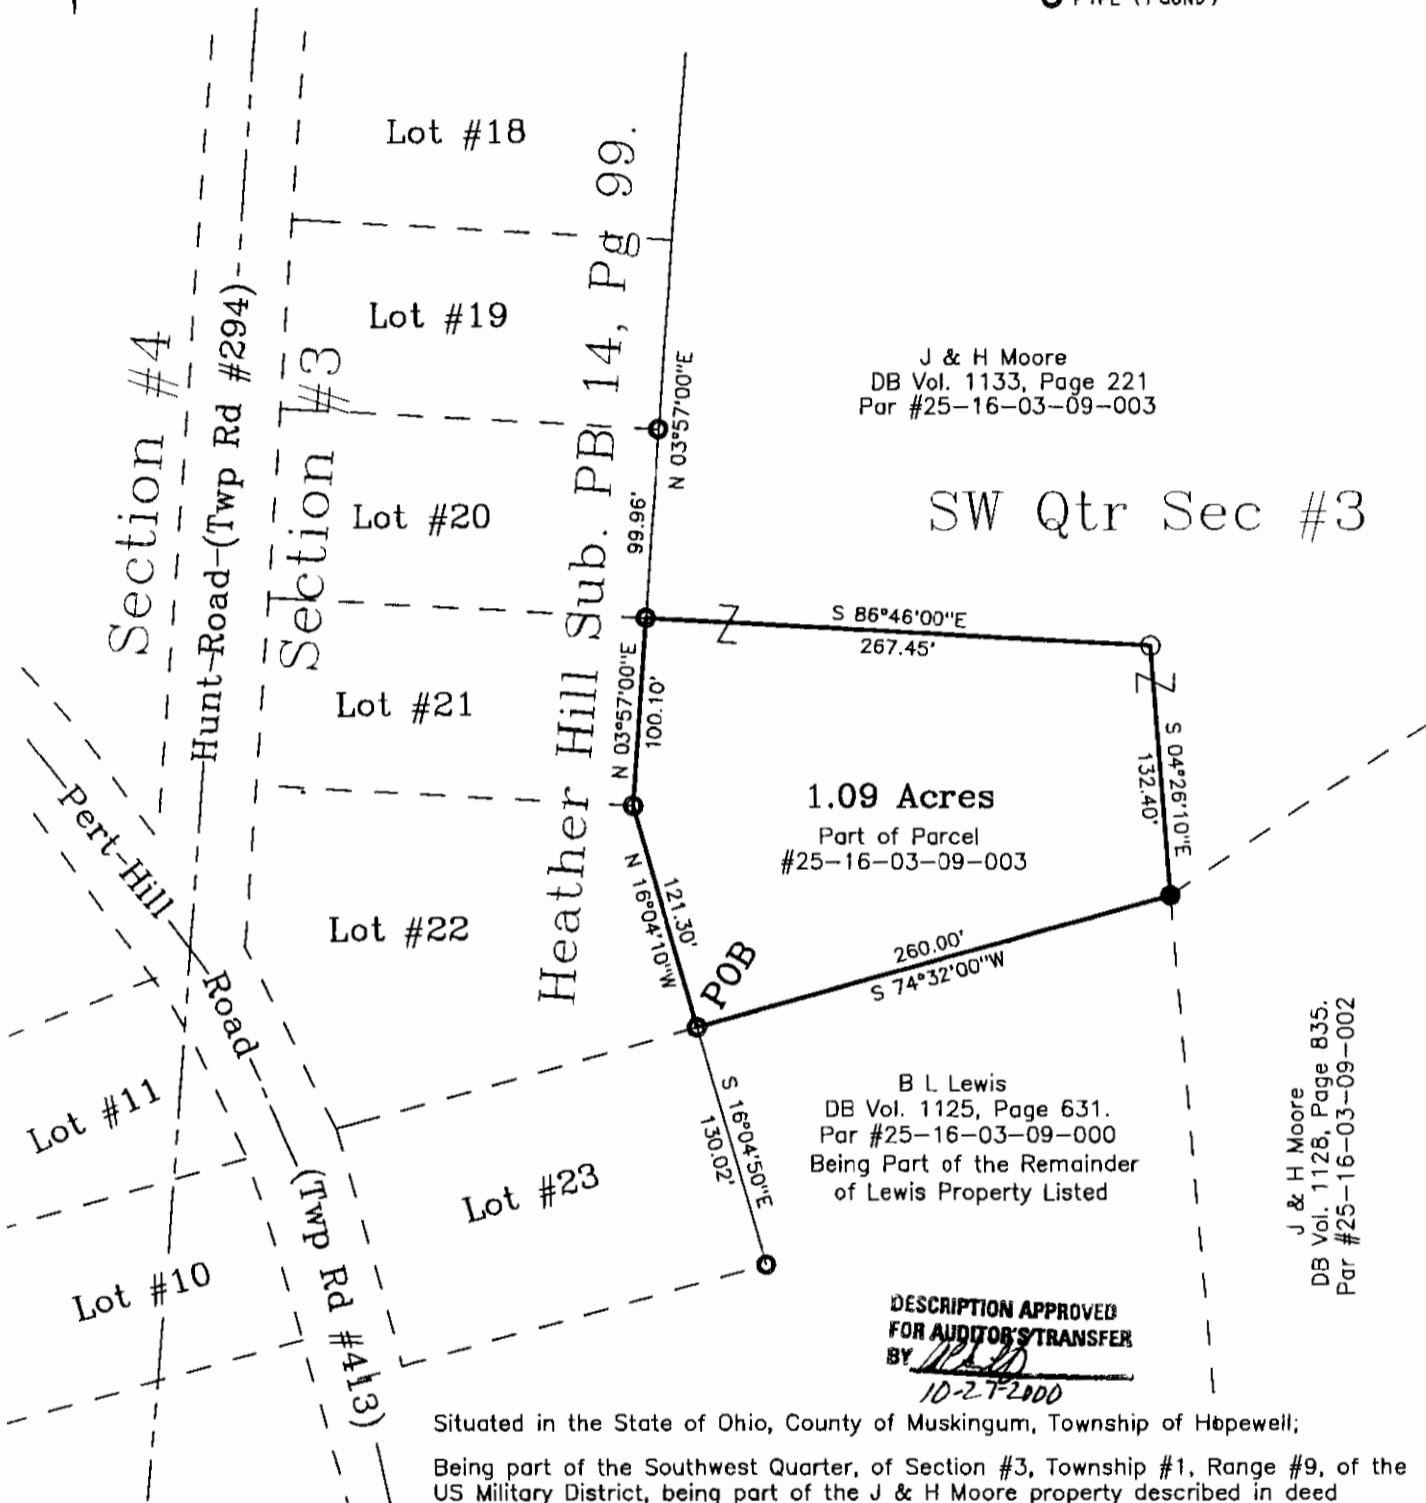 PIPE (FOUND)
Lot #18
Lot #19
Lot #20
Lot #21
Lot #22
Lot #23
Lot #11
Lot #10
Section #4
Hunt Road (Twp Rd #294)
Section #3
Heather Hill Sub. PB 14, Pg 99.
Pert Hill Road (Twp Rd #413)
N 03°57'00"E
99.96'
J & H Moore
DB Vol. 1133, Page 221
Par #25-16-03-09-003
SW Qtr Sec #3
S 86°46'00"E
267.45'
N 03°57'00"E
100.10'
S 04°26'10"E
132.40'
1.09 Acres
Part of Parcel
#25-16-03-09-003
N 16°04'10"W
121.30'
POB
260.00'
S 74°32'00"W
S 16°04'50"E
130.02'
B L Lewis
DB Vol. 1125, Page 631.
Par #25-16-03-09-000
Being Part of the Remainder
of Lewis Property Listed
J & H Moore
DB Vol. 1128, Page 835.
Par #25-16-03-09-002
DESCRIPTION APPROVED
FOR AUDITOR'S TRANSFER
BY
10-27-2000
Situated in the State of Ohio, County of Muskingum, Township of Hopewell;
Being part of the Southwest Quarter, of Section #3, Township #1, Range #9, of the
US Military District, being part of the J & H Moore property described in deed